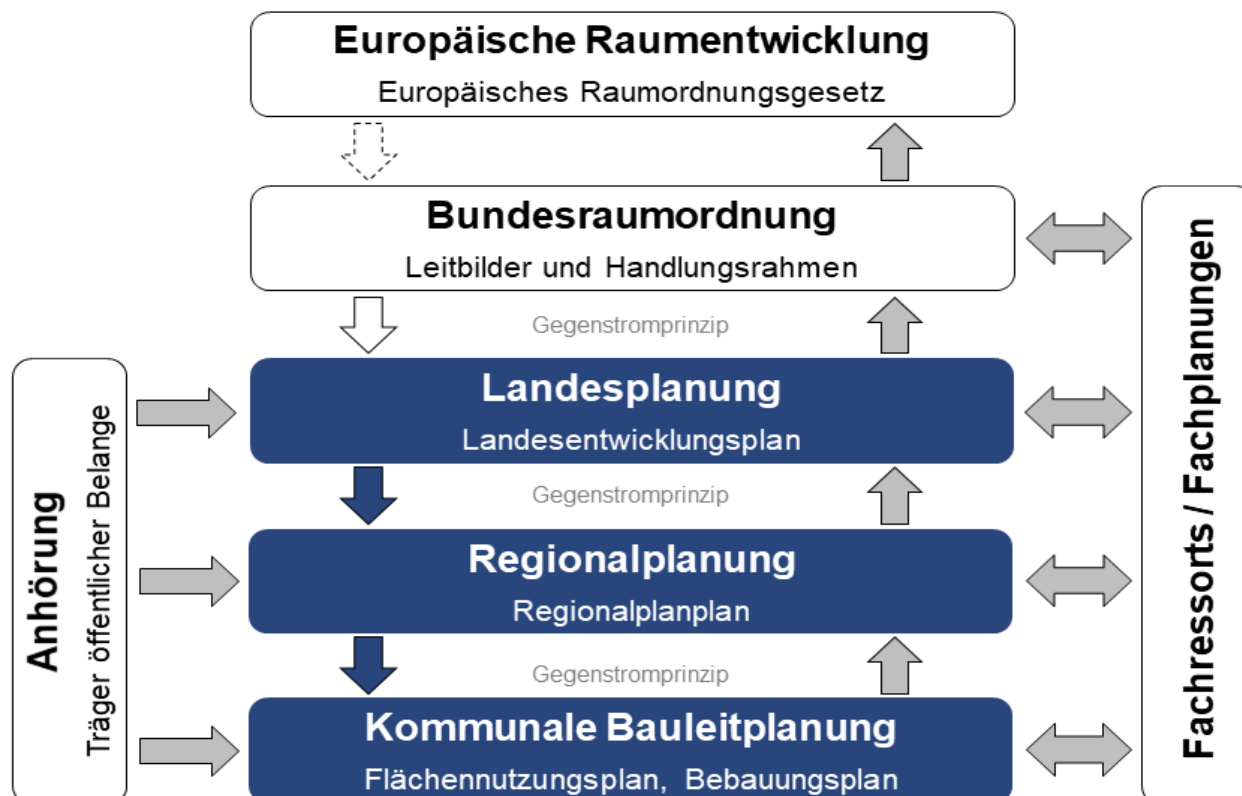 Europäische Raumentwicklung
Europäisches Raumordnungsgesetz
Bundesraumordnung
Leitbilder und Handlungsrahmen
Gegenstromprinzip
Landesplanung
Landesentwicklungsplan
Gegenstromprinzip
Regionalplanung
Regionalplanplan
Gegenstromprinzip
Kommunale Bauleitplanung
Flächennutzungsplan, Bebauungsplan
Anhörung
Träger öffentlicher Belange
Fachressorts / Fachplanungen